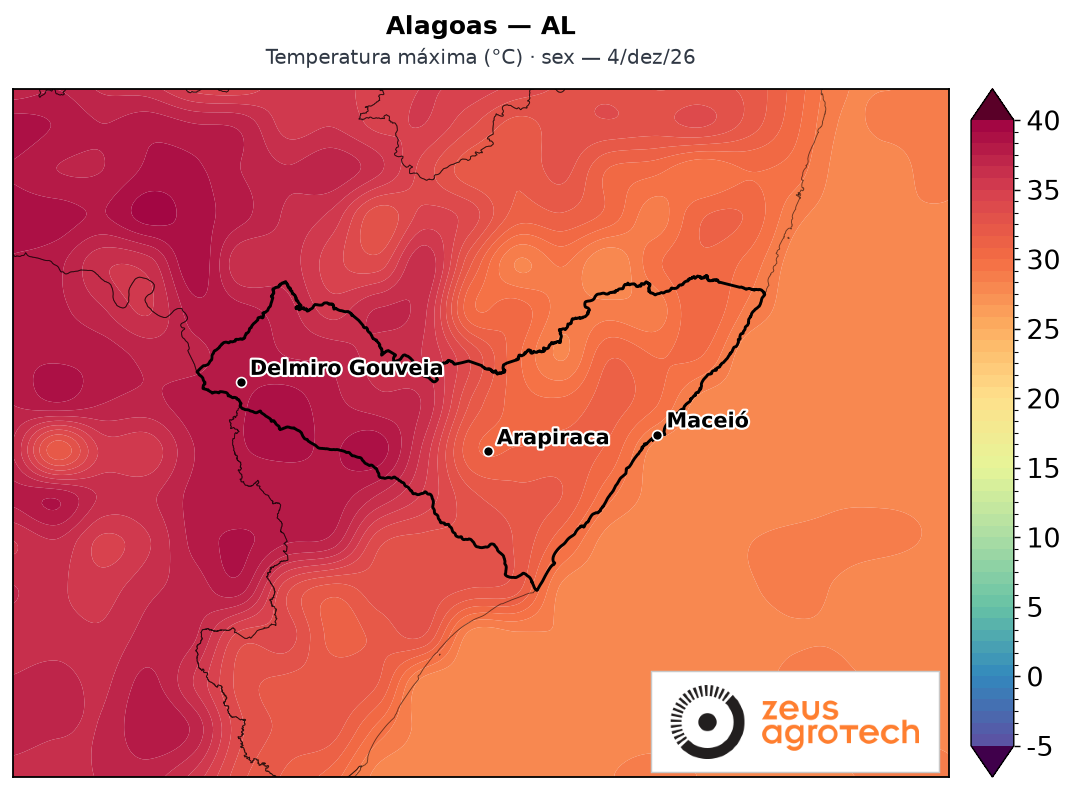 Alagoas — AL
Temperatura máxima (°C) · sex — 4/dez/26
Delmiro Gouveia
Arapiraca
Maceió
40
35
30
25
20
15
10
5
0
-5
zeus
agrotech